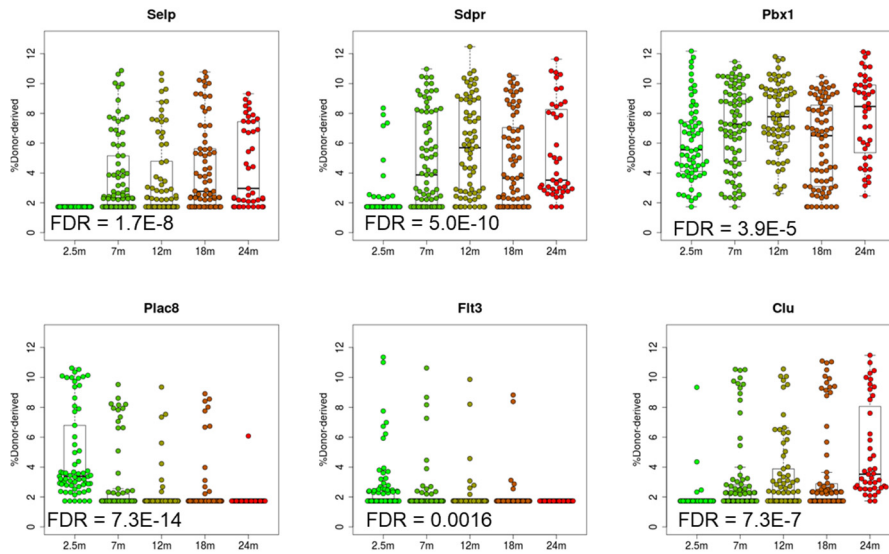 Selp
Sdpr
Pbx1
%Donor-derived
0 2 4 6 8 10 12
FDR = 1.7E-8
2.5m 7m 12m 18m 24m
%Donor-derived
0 2 4 6 8 10 12
FDR = 5.0E-10
2.5m 7m 12m 18m 24m
%Donor-derived
0 2 4 6 8 10 12
FDR = 3.9E-5
2.5m 7m 12m 18m 24m
Plac8
Flt3
Clu
%Donor-derived
0 2 4 6 8 10 12
FDR = 7.3E-14
2.5m 7m 12m 18m 24m
%Donor-derived
0 2 4 6 8 10 12
FDR = 0.0016
2.5m 7m 12m 18m 24m
%Donor-derived
0 2 4 6 8 10 12
FDR = 7.3E-7
2.5m 7m 12m 18m 24m